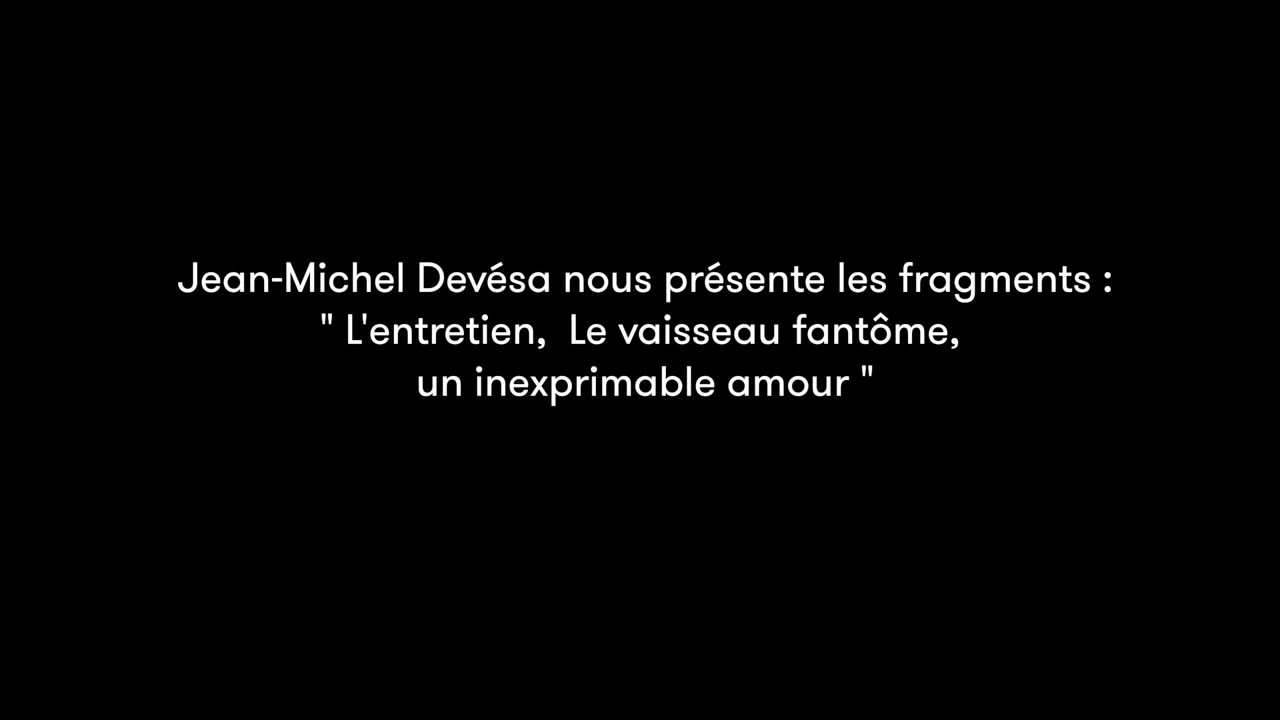 Jean-Michel Devésa nous présente les fragments :
" L'entretien,  Le vaisseau fantôme,
un inexprimable amour "